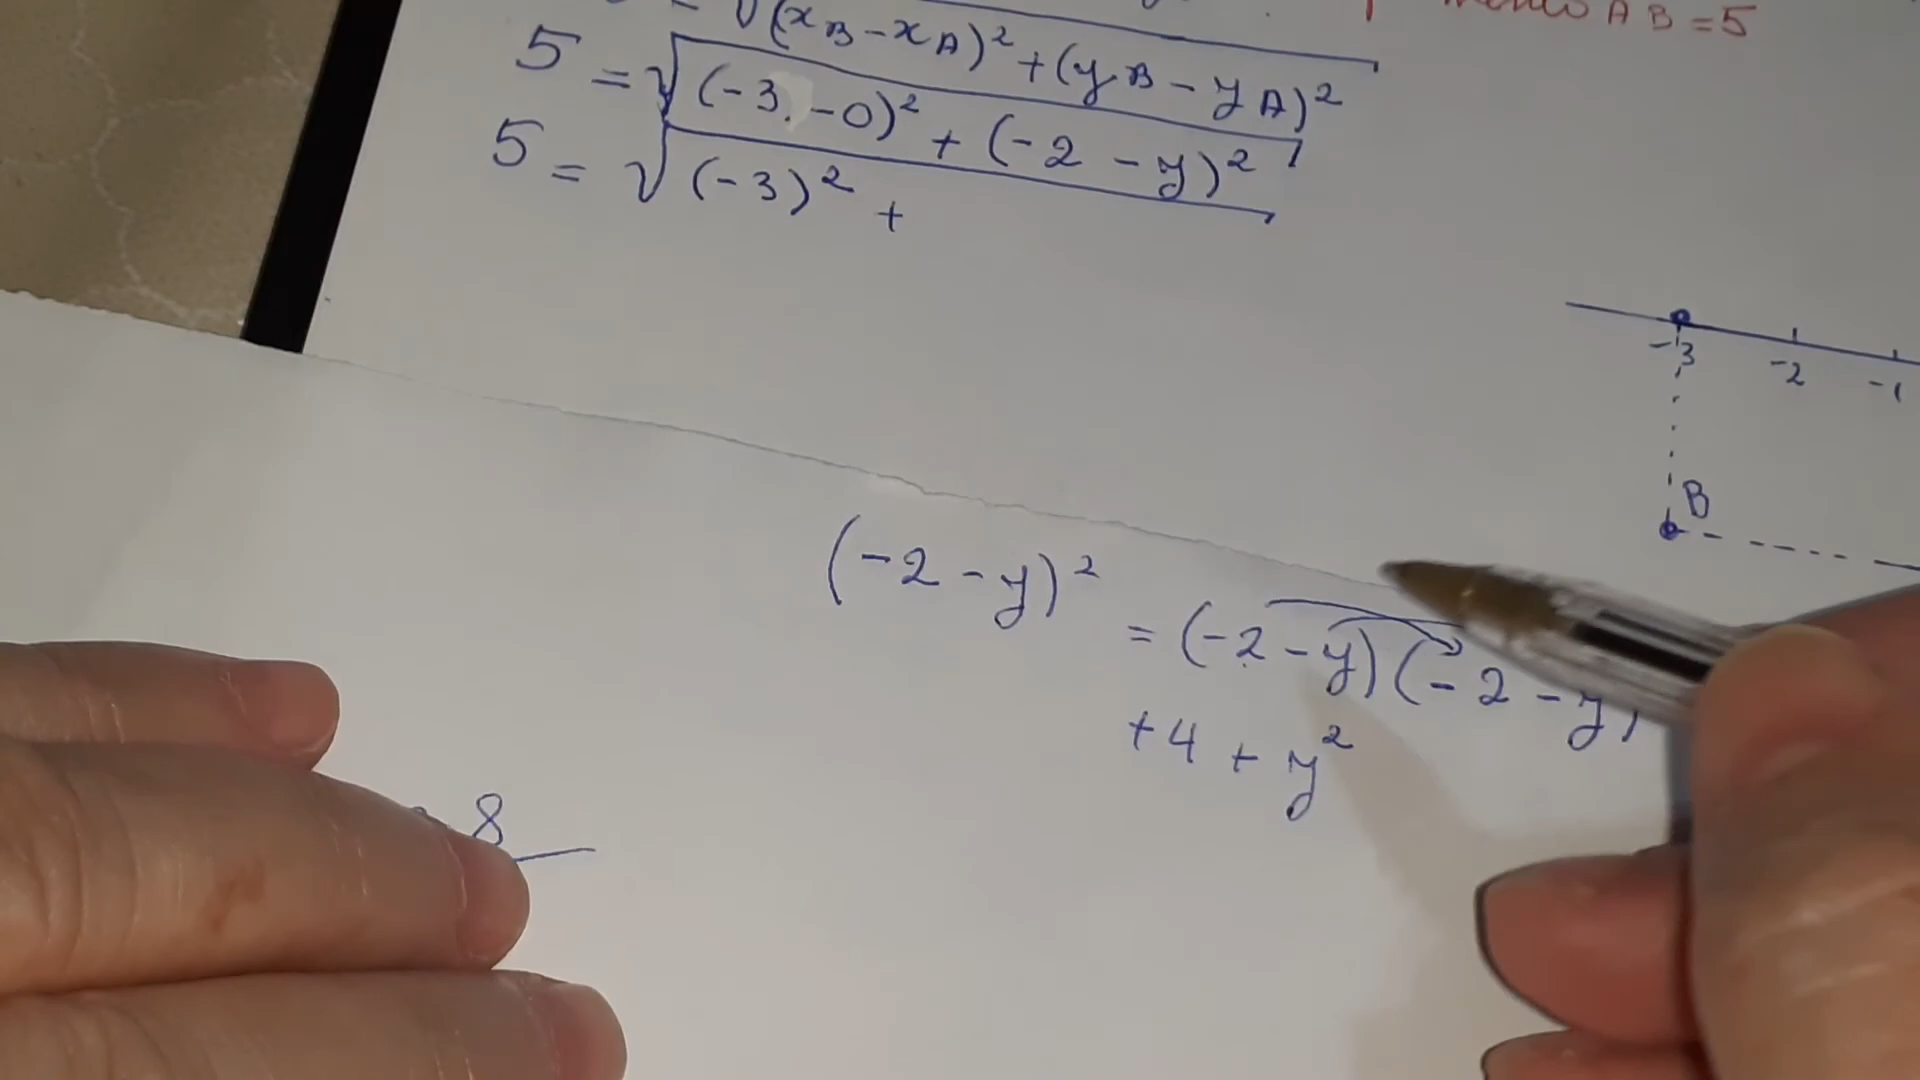 AB = 5
√(xB - xA)² + (yB - yA)²
5 = √(-3 - 0)² + (-2 - y)²
5 = √(-3)² +
-3 -2 -1
B
(-2 - y)²
= (-2 - y)(-2 - y)
+4 + y²
8